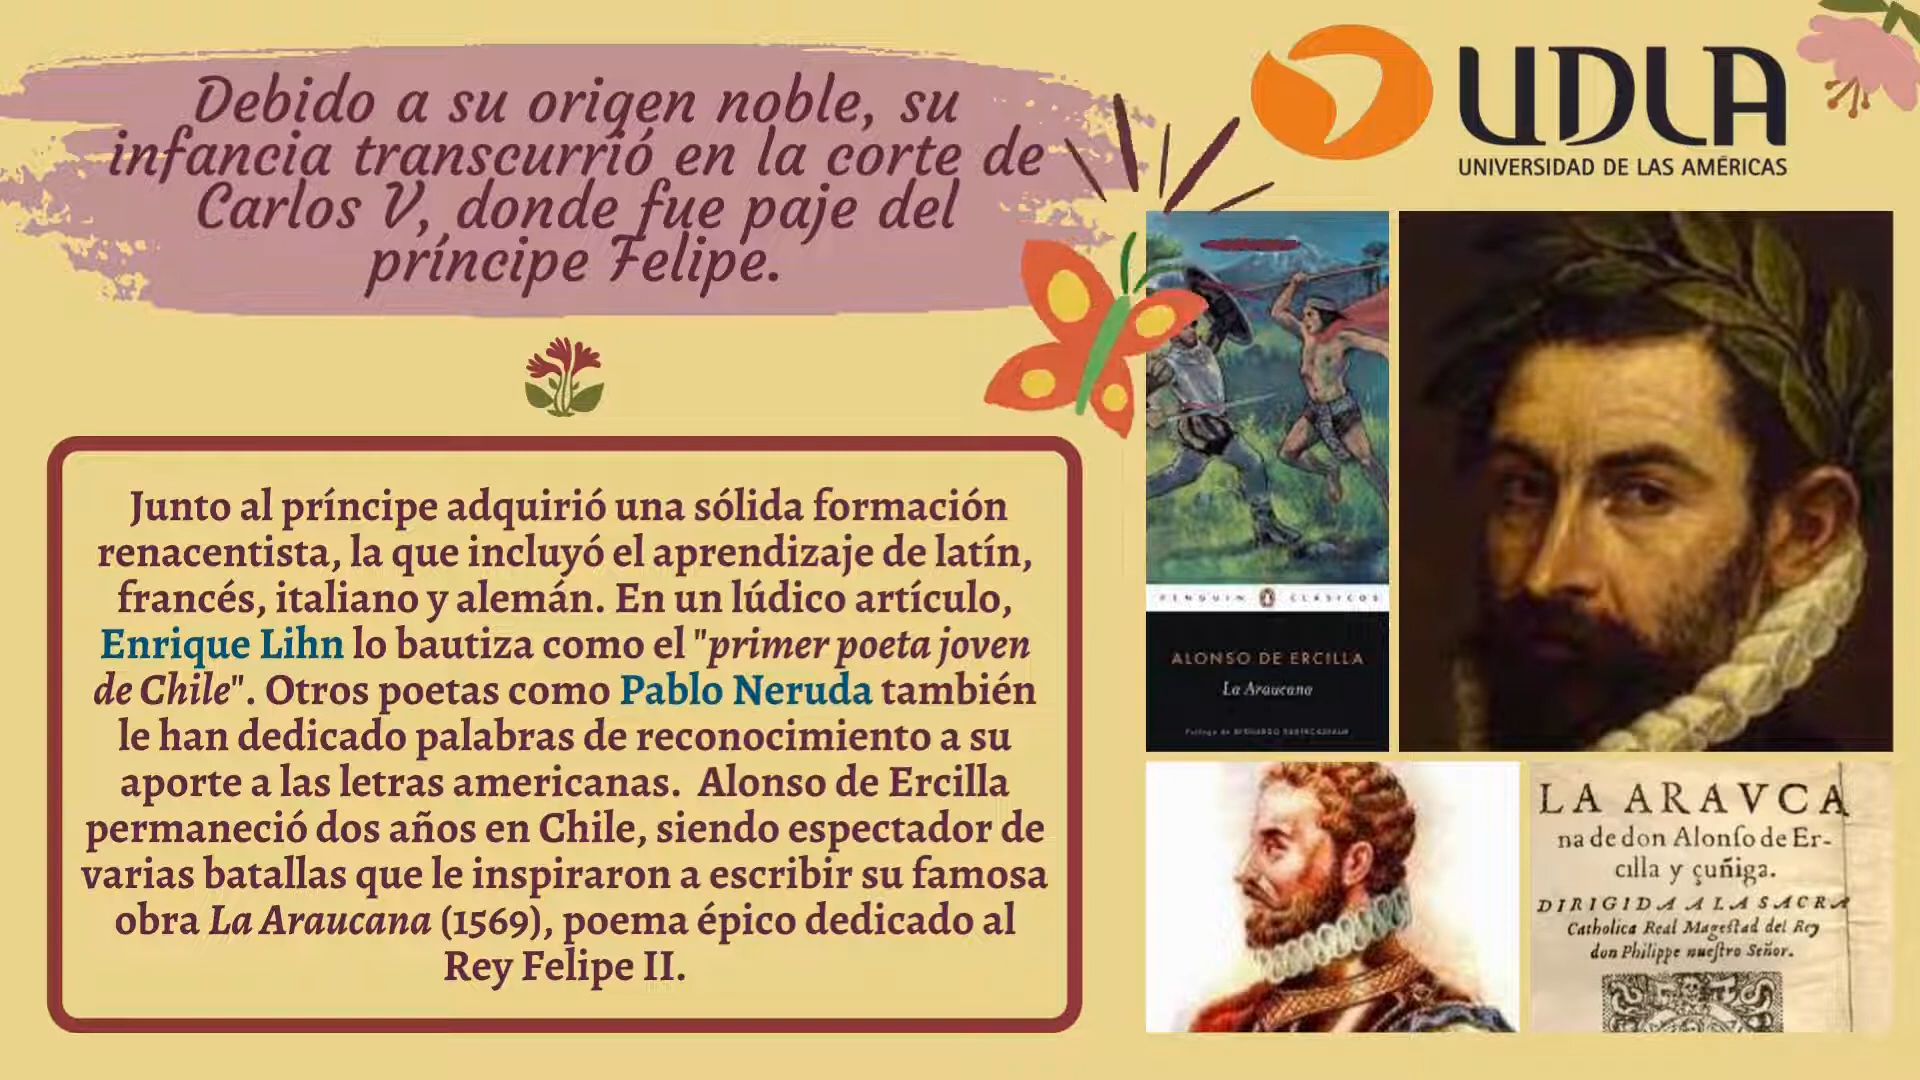 Debido a su origen noble, su
infancia transcurrió en la corte de
Carlos V, donde fue paje del
príncipe Felipe.
UDLA
UNIVERSIDAD DE LAS AMÉRICAS
Junto al príncipe adquirió una sólida formación
renacentista, la que incluyó el aprendizaje de latín,
francés, italiano y alemán. En un lúdico artículo,
Enrique Lihn lo bautiza como el "primer poeta joven
de Chile". Otros poetas como Pablo Neruda también
le han dedicado palabras de reconocimiento a su
aporte a las letras americanas. Alonso de Ercilla
permaneció dos años en Chile, siendo espectador de
varias batallas que le inspiraron a escribir su famosa
obra La Araucana (1569), poema épico dedicado al
Rey Felipe II.
PENGUIN CLÁSICOS
ALONSO DE ERCILLA
La Araucana
Prólogo de
LA ARAVCA
na de don Alonſo de Er-
cilla y çuñiga.
DIRIGIDA A LA SACRA
Catholica Real Mageſtad del Rey
don Philippe nueſtro Señor.